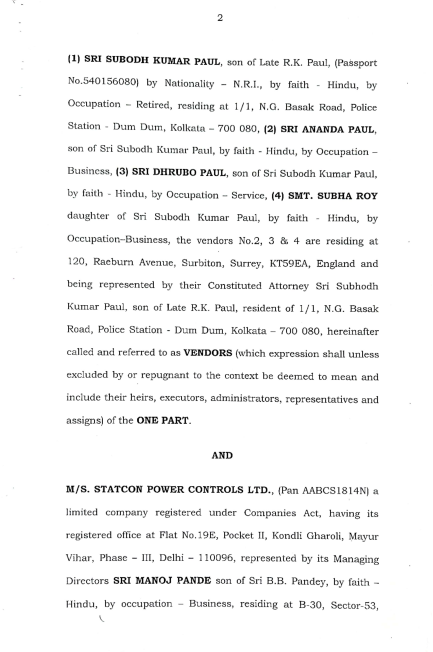 2
(1) SRI SUBODH KUMAR PAUL, son of Late R.K. Paul, (Passport
No.540156080) by Nationality – N.R.I., by faith - Hindu, by
Occupation – Retired, residing at 1/1, N.G. Basak Road, Police
Station - Dum Dum, Kolkata – 700 080, (2) SRI ANANDA PAUL,
son of Sri Subodh Kumar Paul, by faith - Hindu, by Occupation –
Business, (3) SRI DHRUBO PAUL, son of Sri Subodh Kumar Paul,
by faith - Hindu, by Occupation – Service, (4) SMT. SUBHA ROY
daughter of Sri Subodh Kumar Paul, by faith - Hindu, by
Occupation–Business, the vendors No.2, 3 & 4 are residing at
120, Raeburn Avenue, Surbiton, Surrey, KT59EA, England and
being represented by their Constituted Attorney Sri Subhodh
Kumar Paul, son of Late R.K. Paul, resident of 1/1, N.G. Basak
Road, Police Station - Dum Dum, Kolkata – 700 080, hereinafter
called and referred to as VENDORS (which expression shall unless
excluded by or repugnant to the context be deemed to mean and
include their heirs, executors, administrators, representatives and
assigns) of the ONE PART.
AND
M/S. STATCON POWER CONTROLS LTD., (Pan AABCS1814N) a
limited company registered under Companies Act, having its
registered office at Flat No.19E, Pocket II, Kondli Gharoli, Mayur
Vihar, Phase – III, Delhi – 110096, represented by its Managing
Directors SRI MANOJ PANDE son of Sri B.B. Pandey, by faith –
Hindu, by occupation – Business, residing at B-30, Sector-53,